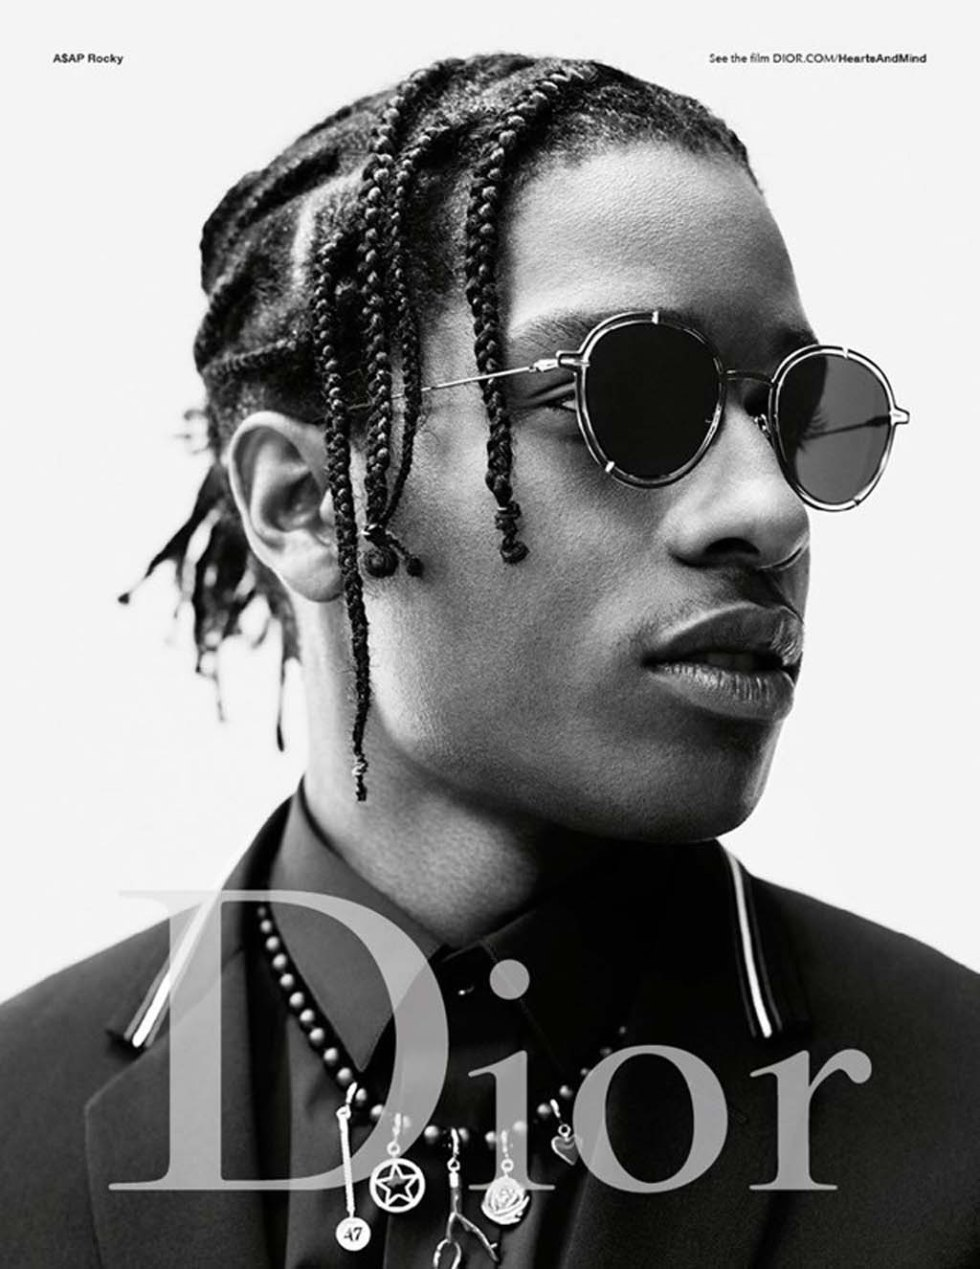 A$AP Rocky
See the film DIOR.COM/HeartsAndMind
Dior
47